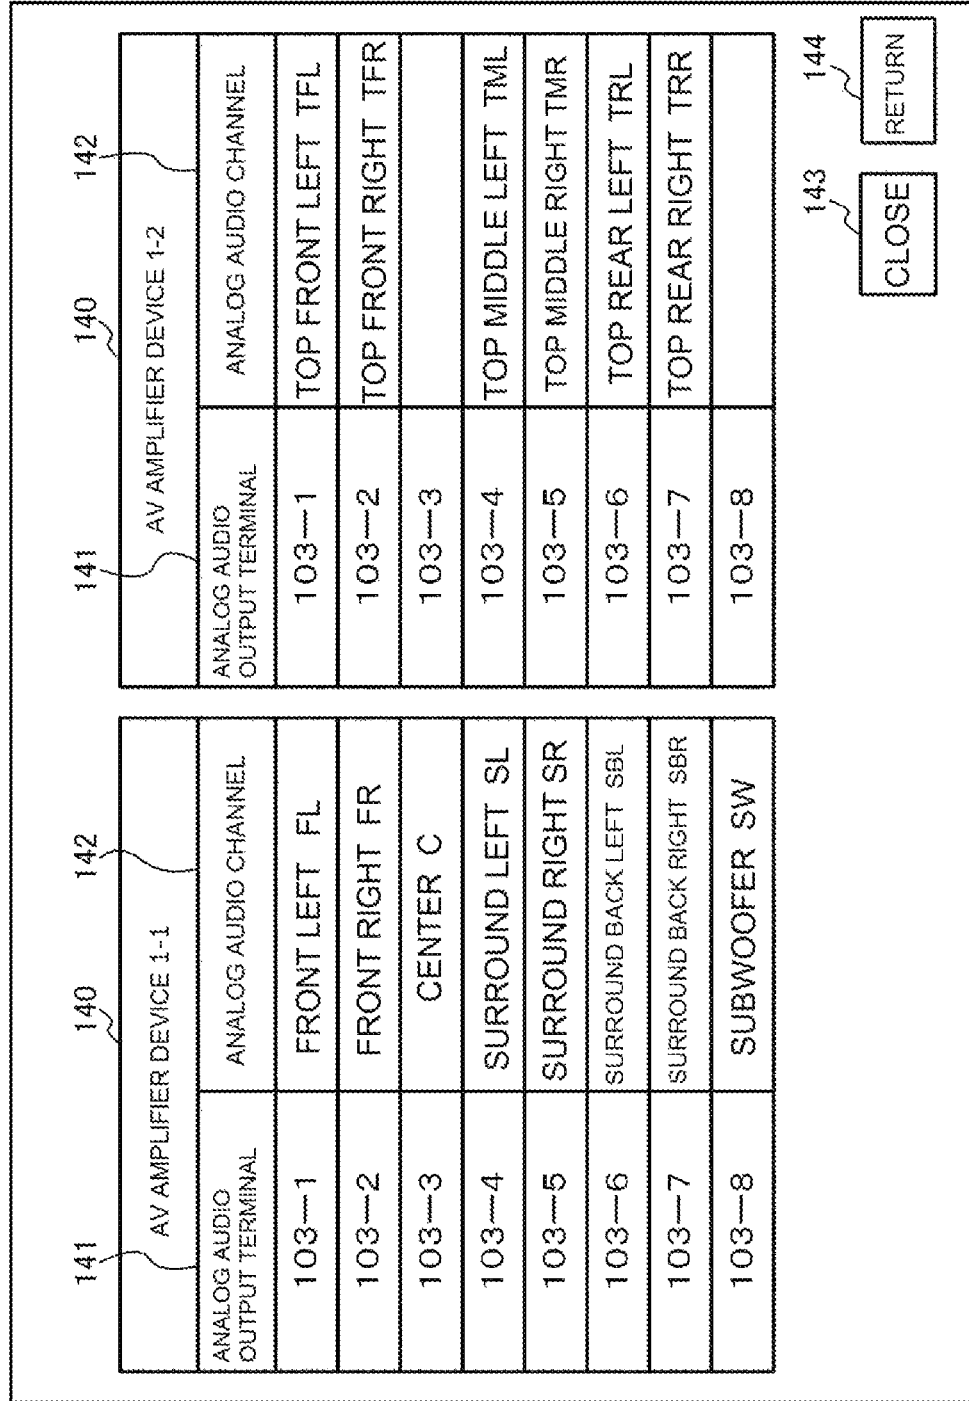 140
AV AMPLIFIER DEVICE 1-1
141
142
ANALOG AUDIO
OUTPUT TERMINAL
ANALOG AUDIO CHANNEL
103—1
FRONT LEFT FL
103—2
FRONT RIGHT FR
103—3
CENTER C
103—4
SURROUND LEFT SL
103—5
SURROUND RIGHT SR
103—6
SURROUND BACK LEFT SBL
103—7
SURROUND BACK RIGHT SBR
103—8
SUBWOOFER SW
140
AV AMPLIFIER DEVICE 1-2
141
142
ANALOG AUDIO
OUTPUT TERMINAL
ANALOG AUDIO CHANNEL
103—1
TOP FRONT LEFT TFL
103—2
TOP FRONT RIGHT TFR
103—3
103—4
TOP MIDDLE LEFT TML
103—5
TOP MIDDLE RIGHT TMR
103—6
TOP REAR LEFT TRL
103—7
TOP REAR RIGHT TRR
103—8
143
CLOSE
144
RETURN